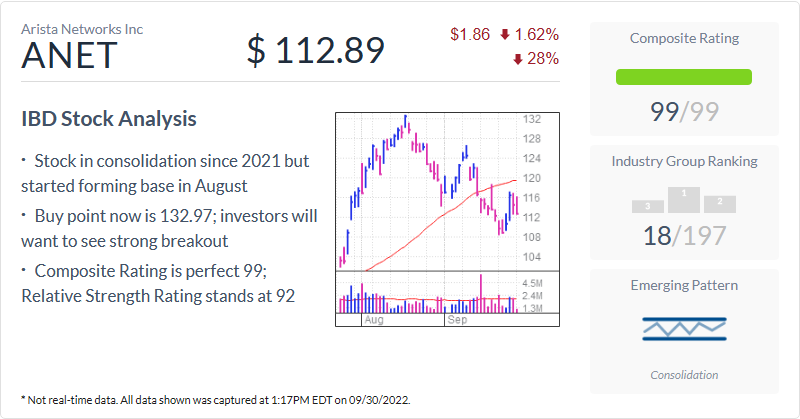 Arista Networks Inc
ANET
$ 112.89
$1.86 1.62%
28%
IBD Stock Analysis
· Stock in consolidation since 2021 but
started forming base in August
· Buy point now is 132.97; investors will
want to see strong breakout
· Composite Rating is perfect 99;
Relative Strength Rating stands at 92
132
128
124
120
116
112
108
104
4.5M
2.4M
1.3M
Aug Sep
Composite Rating
99/99
Industry Group Ranking
3 1 2
18/197
Emerging Pattern
Consolidation
* Not real-time data. All data shown was captured at 1:17PM EDT on 09/30/2022.